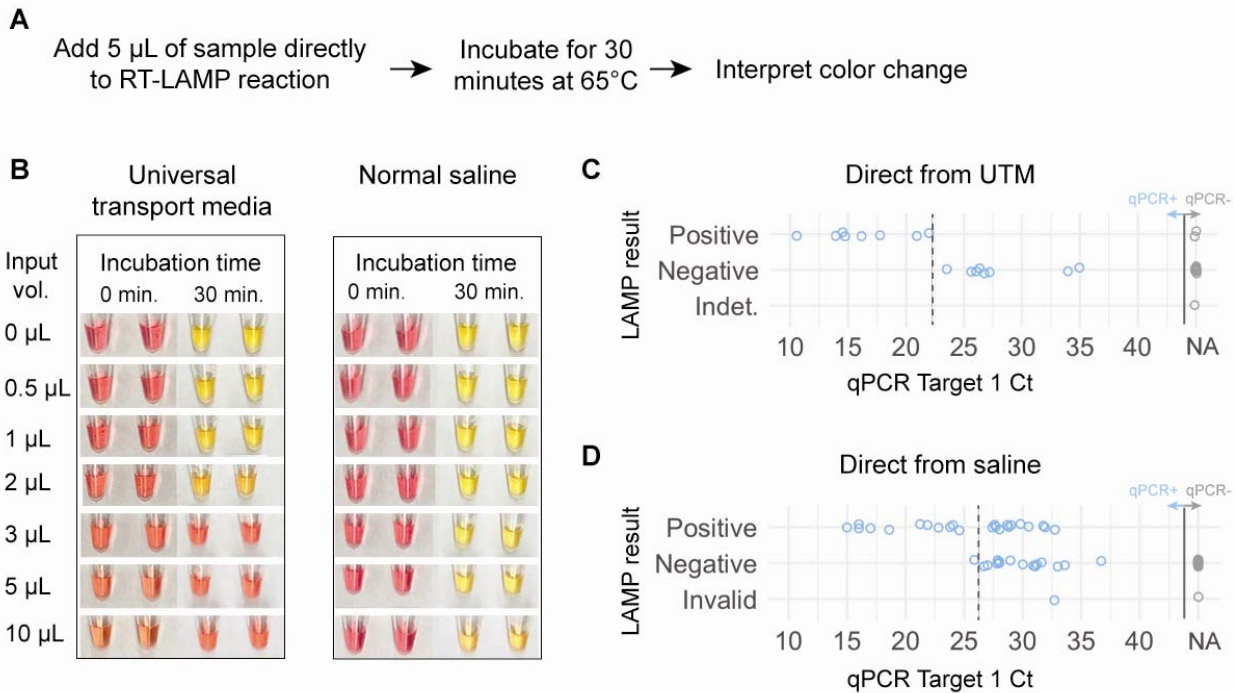 A
Add 5 µL of sample directly
to RT-LAMP reaction
Incubate for 30
minutes at 65°C
Interpret color change
B
Universal
transport media
Normal saline
Input
vol.
Incubation time
0 min. 30 min.
Incubation time
0 min. 30 min.
0 µL
0.5 µL
1 µL
2 µL
3 µL
5 µL
10 µL
C
Direct from UTM
qPCR+ qPCR-
LAMP result
Positive
Negative
Indet.
10 15 20 25 30 35 40 NA
qPCR Target 1 Ct
D
Direct from saline
qPCR+ qPCR-
LAMP result
Positive
Negative
Invalid
10 15 20 25 30 35 40 NA
qPCR Target 1 Ct